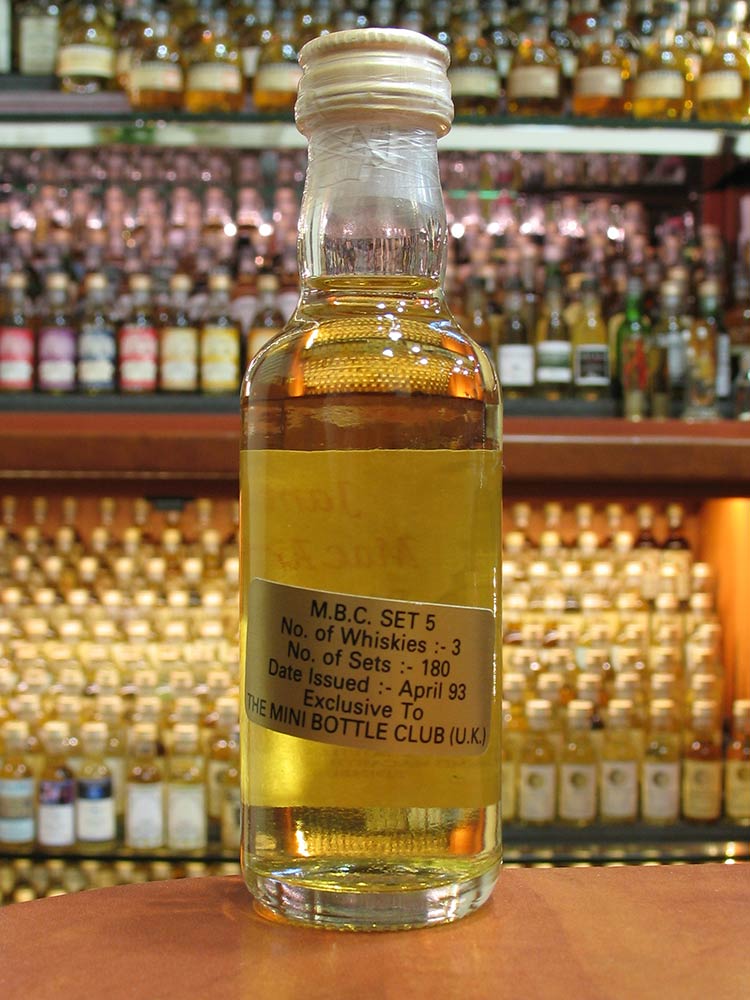 M.B.C. SET 5
No. of Whiskies :- 3
No. of Sets :- 180
Date Issued :- April 93
Exclusive To
THE MINI BOTTLE CLUB (U.K.)